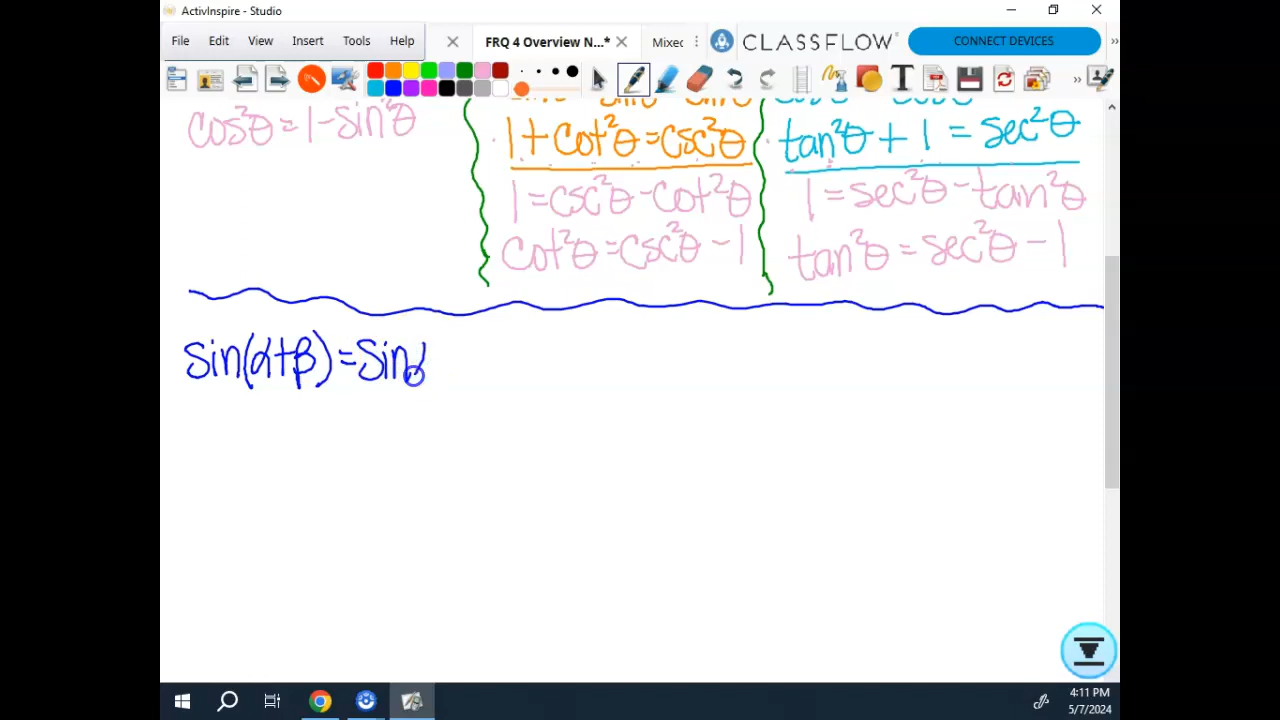 ActivInspire - Studio
File Edit View Insert Tools Help
FRQ 4 Overview N...*
Mixec
CLASSFLOW
CONNECT DEVICES
cos²θ=1-sin²θ
1+cot²θ=csc²θ
1=csc²θ-cot²θ
cot²θ=csc²θ-1
tan²θ+1=sec²θ
1=sec²θ-tan²θ
tan²θ=sec²θ-1
sin(α+β)=sinα
4:11 PM
5/7/2024